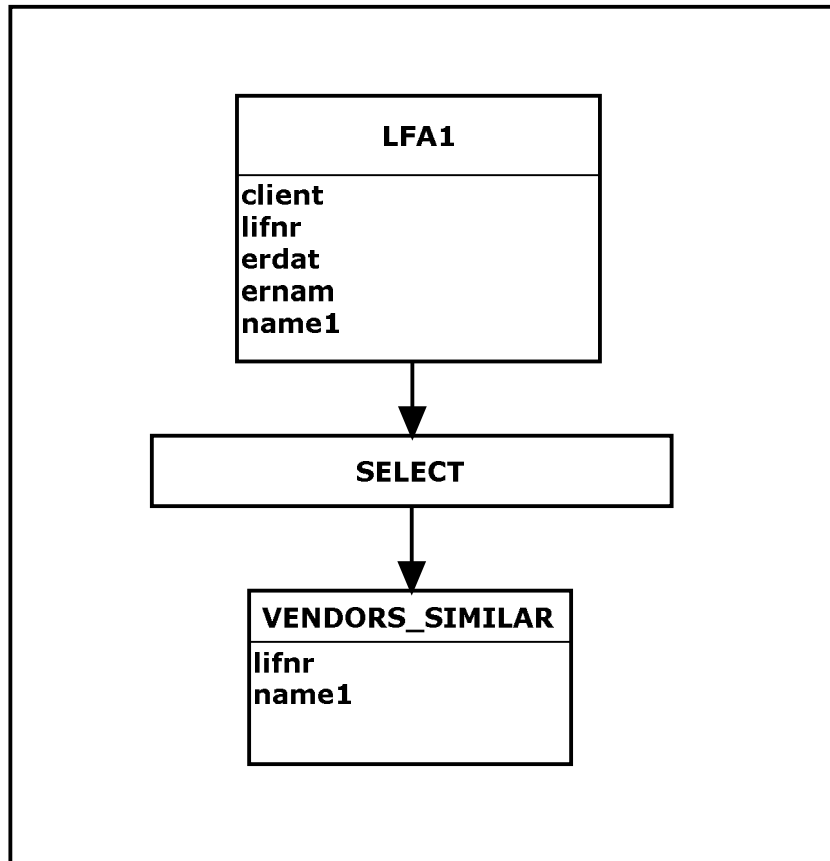 LFA1
client
lifnr
erdat
ernam
name1
SELECT
VENDORS_SIMILAR
lifnr
name1